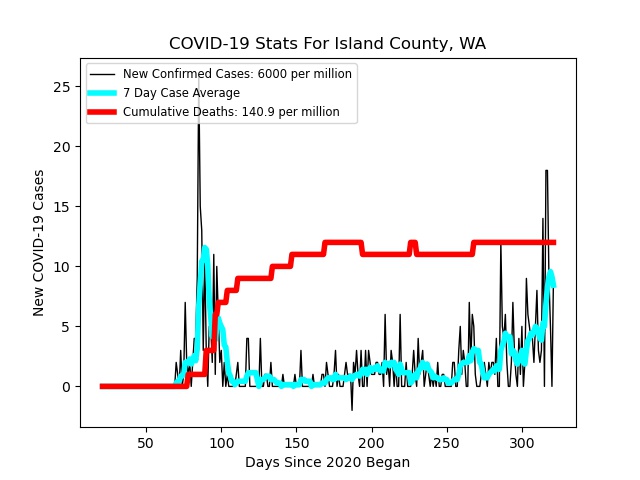 COVID-19 Stats For Island County, WA
New Confirmed Cases: 6000 per million
7 Day Case Average
Cumulative Deaths: 140.9 per million
New COVID-19 Cases
25
20
15
10
5
0
50
100
150
200
250
300
Days Since 2020 Began